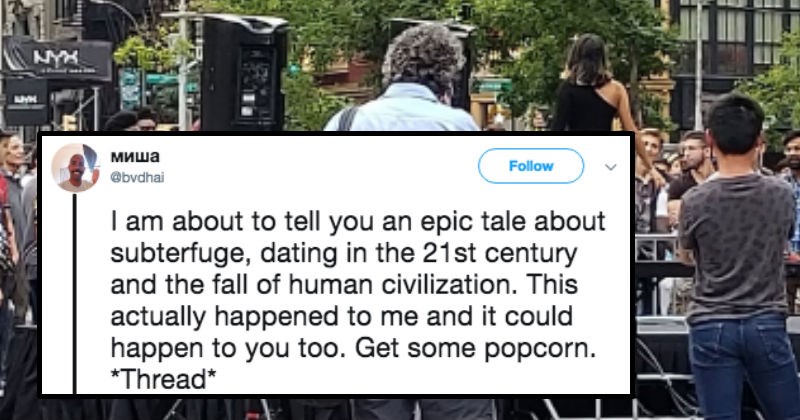 NYX
NYX
миша
@bvdhai
Follow
I am about to tell you an epic tale about
subterfuge, dating in the 21st century
and the fall of human civilization. This
actually happened to me and it could
happen to you too. Get some popcorn.
*Thread*